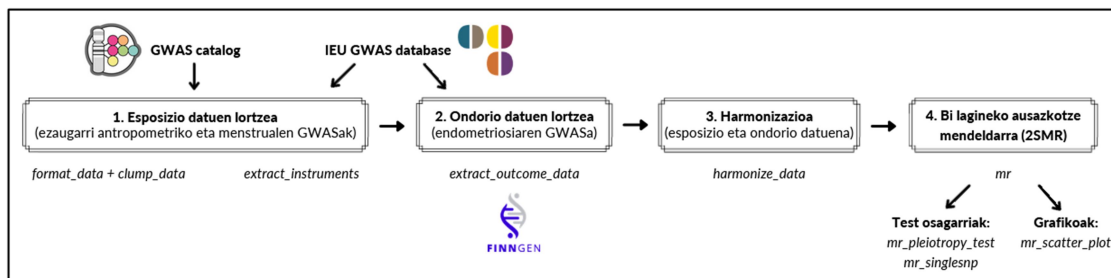 GWAS catalog
IEU GWAS database
1. Esposizio datuen lortzea
(ezaugarri antropometriko eta menstrualen GWASak)
2. Ondorio datuen lortzea
(endometriosiaren GWASa)
3. Harmonizazioa
(esposizio eta ondorio datuena)
4. Bi lagineko ausazkotze
mendeldarra (2SMR)
format_data + clump_data
extract_instruments
extract_outcome_data
harmonize_data
mr
FINNGEN
Test osagarriak:
mr_pleiotropy_test
mr_singlesnp
Grafikoak:
mr_scatter_plot